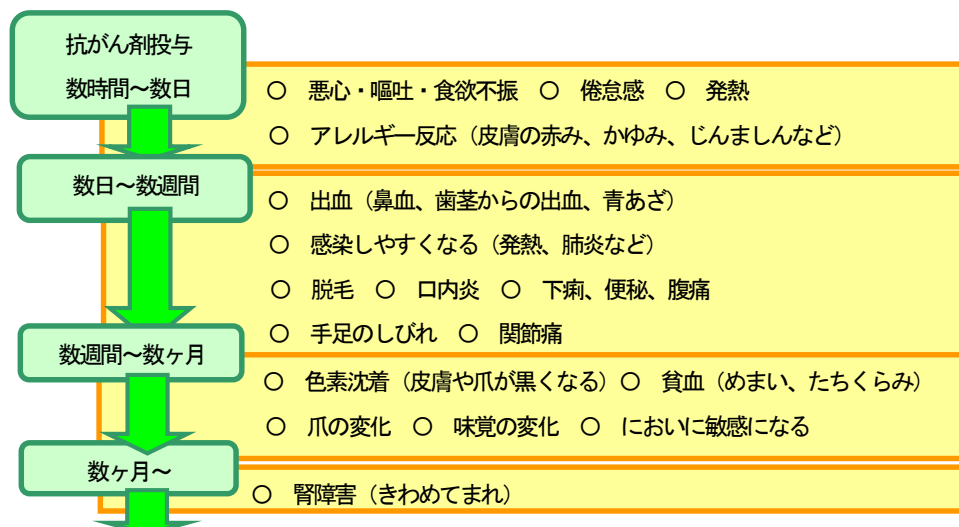 抗がん剤投与
数時間～数日
○ 悪心・嘔吐・食欲不振 ○ 倦怠感 ○ 発熱
○ アレルギー反応（皮膚の赤み、かゆみ、じんましんなど）
数日～数週間
○ 出血（鼻血、歯茎からの出血、青あざ）
○ 感染しやすくなる（発熱、肺炎など）
○ 脱毛 ○ 口内炎 ○ 下痢、便秘、腹痛
○ 手足のしびれ ○ 関節痛
数週間～数ヶ月
○ 色素沈着（皮膚や爪が黒くなる）○ 貧血（めまい、たちくらみ）
○ 爪の変化 ○ 味覚の変化 ○ においに敏感になる
数ヶ月～
○ 腎障害（きわめてまれ）